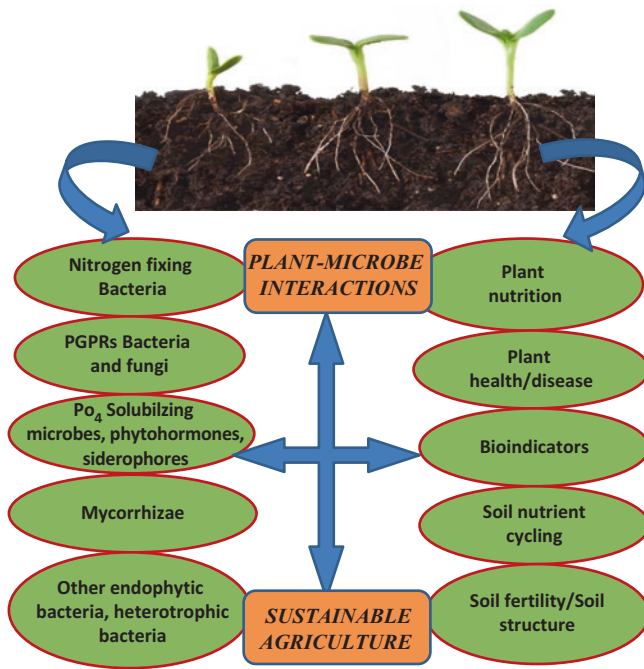 Nitrogen fixing
Bacteria
PLANT-MICROBE
INTERACTIONS
Plant
nutrition
PGPRs Bacteria
and fungi
Plant
health/disease
Po₄ Solubilzing
microbes, phytohormones,
siderophores
Bioindicators
Mycorrhizae
Soil nutrient
cycling
Other endophytic
bacteria, heterotrophic
bacteria
SUSTAINABLE
AGRICULTURE
Soil fertility/Soil
structure